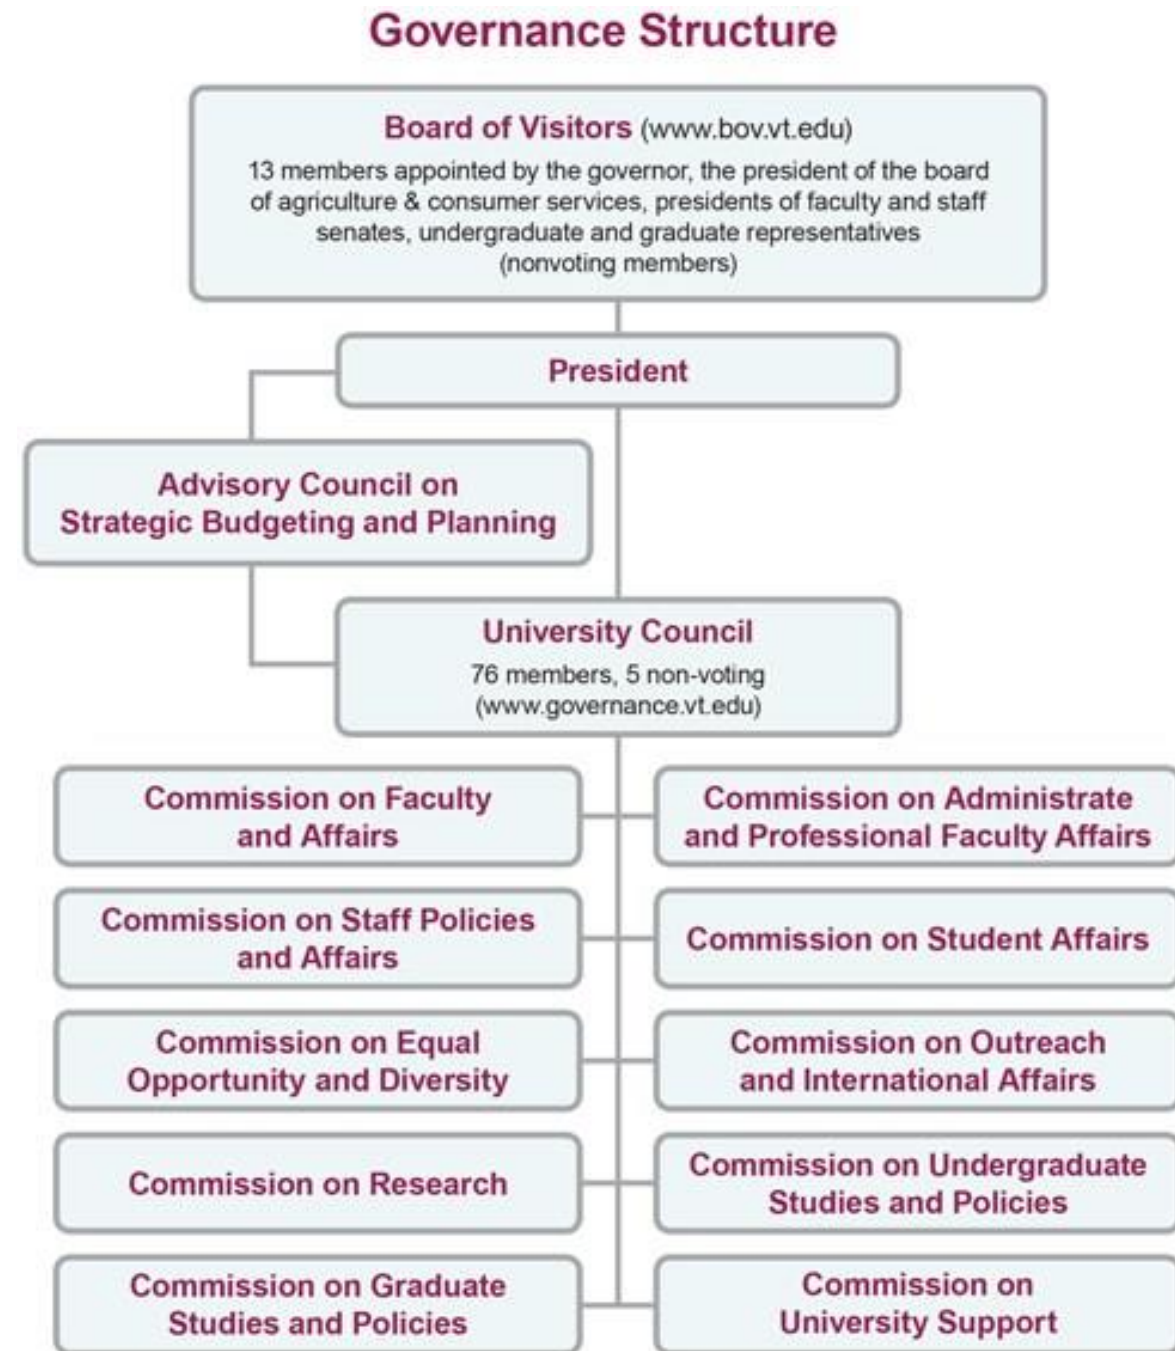 Governance Structure
Board of Visitors (www.bov.vt.edu)
13 members appointed by the governor, the president of the board
of agriculture & consumer services, presidents of faculty and staff
senates, undergraduate and graduate representatives
(nonvoting members)
President
Advisory Council on
Strategic Budgeting and Planning
University Council
76 members, 5 non-voting
(www.governance.vt.edu)
Commission on Faculty
and Affairs
Commission on Administrate
and Professional Faculty Affairs
Commission on Staff Policies
and Affairs
Commission on Student Affairs
Commission on Equal
Opportunity and Diversity
Commission on Outreach
and International Affairs
Commission on Research
Commission on Undergraduate
Studies and Policies
Commission on Graduate
Studies and Policies
Commission on
University Support